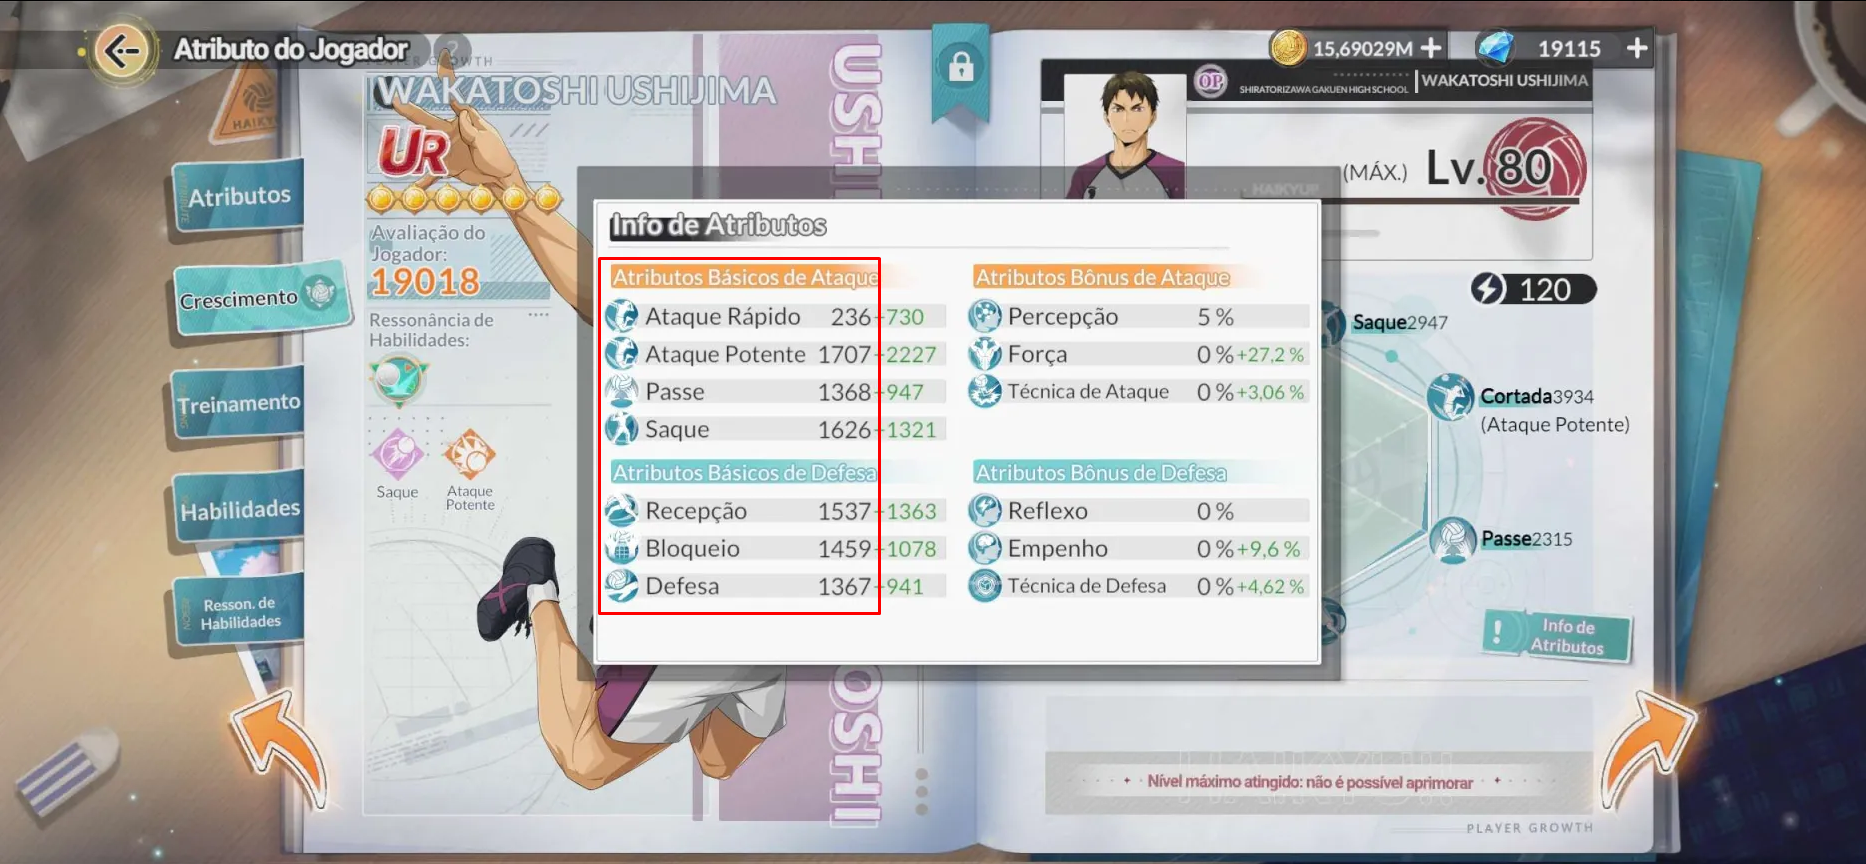 Atributo do Jogador
15,69029M
19115
WAKATOSHI USHIJIMA
UR
Avaliação do
Jogador:
19018
Ressonância de
Habilidades:
Saque
Ataque
Potente
Atributos
Crescimento
Treinamento
Habilidades
Resson. de
Habilidades
OP
SHIRATORIZAWA GAKUEN HIGH SCHOOL
WAKATOSHI USHIJIMA
(MÁX.) Lv. 80
120
Info de Atributos
Atributos Básicos de Ataque
Ataque Rápido 236+730
Ataque Potente 1707+2227
Passe 1368+947
Saque 1626+1321
Atributos Básicos de Defesa
Recepção 1537+1363
Bloqueio 1459+1078
Defesa 1367+941
Atributos Bônus de Ataque
Percepção 5%
Força 0%+27,2%
Técnica de Ataque 0%+3,06%
Atributos Bônus de Defesa
Reflexo 0%
Empenho 0%+9,6%
Técnica de Defesa 0%+4,62%
Saque2947
Cortada3934
(Ataque Potente)
Passe2315
Info de
Atributos
Nível máximo atingido: não é possível aprimorar
PLAYER GROWTH